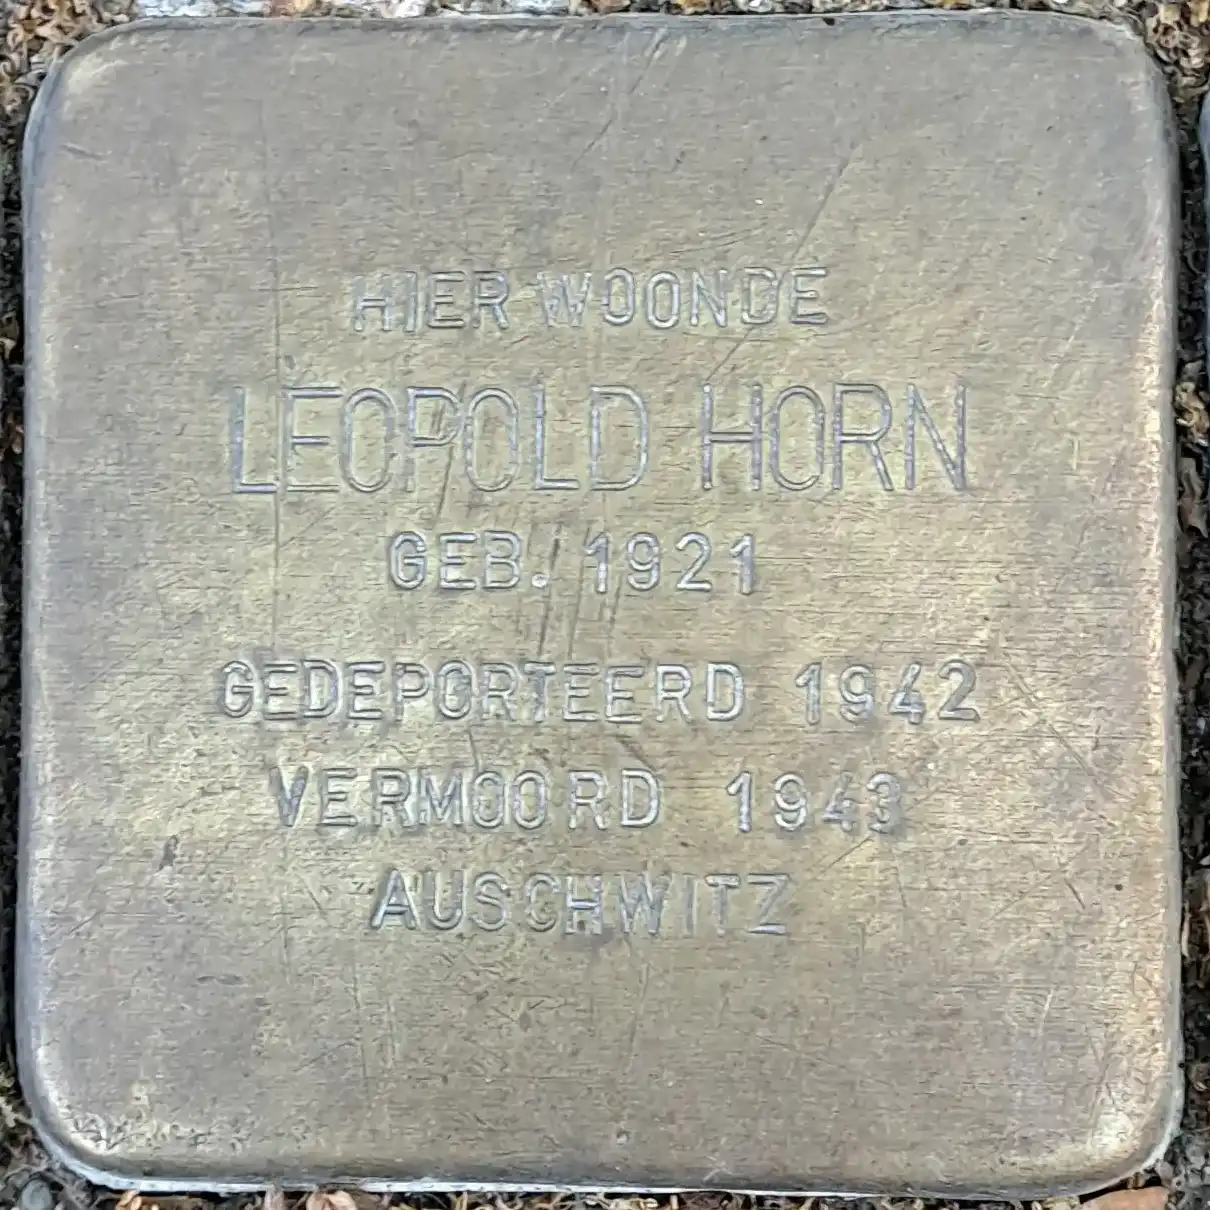 HIER WOONDE
LEOPOLD HORN
GEB. 1921
GEDEPORTEERD 1942
VERMOORD 1943
AUSCHWITZ